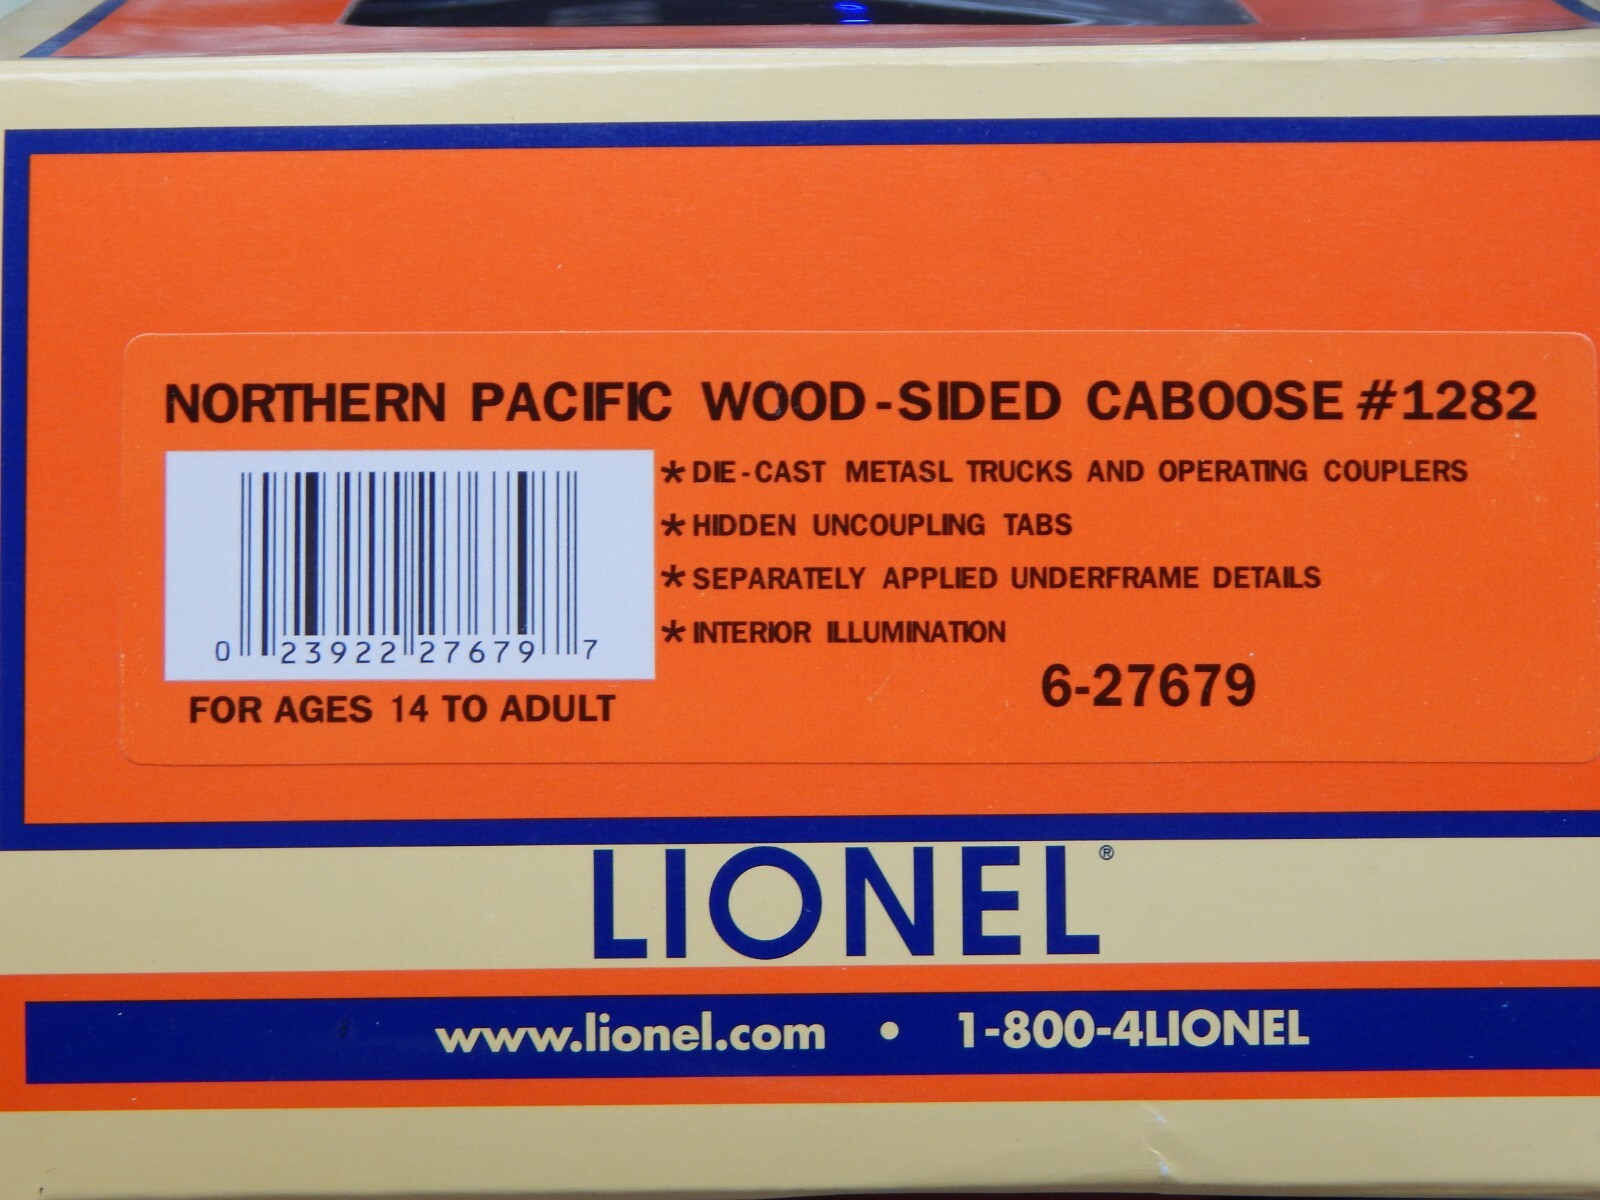 NORTHERN PACIFIC WOOD-SIDED CABOOSE #1282
* DIE-CAST METASL TRUCKS AND OPERATING COUPLERS
* HIDDEN UNCOUPLING TABS
* SEPARATELY APPLIED UNDERFRAME DETAILS
* INTERIOR ILLUMINATION
0 23922 27679 7
6-27679
FOR AGES 14 TO ADULT
LIONEL®
www.lionel.com • 1-800-4LIONEL